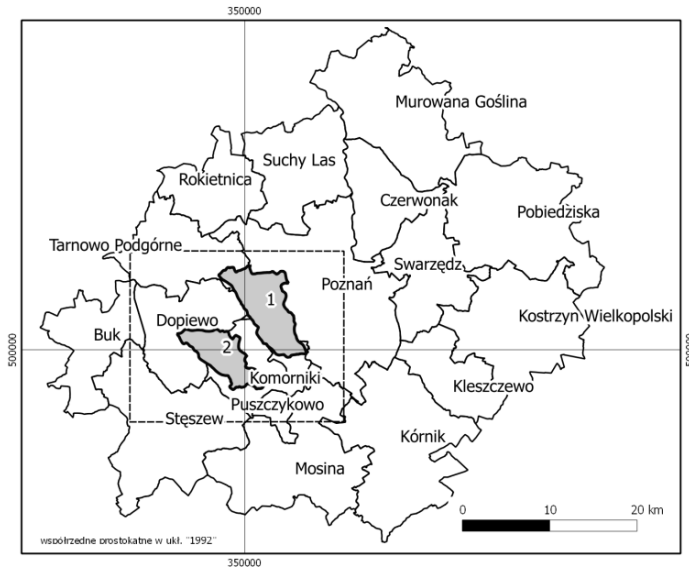 350000
Murowana Goślina
Suchy Las
Rokietnica
Czerwonak
Pobiedziska
Tarnowo Podgórne
Swarzędz
Poznań
1
Kostrzyn Wielkopolski
Dopiewo
Buk
2
500000
500000
Komorniki
Kleszczewo
Puszczykowo
Stęszew
Kórnik
Mosina
0 10 20 km
współrzędne prostokątne w ukł. "1992"
350000